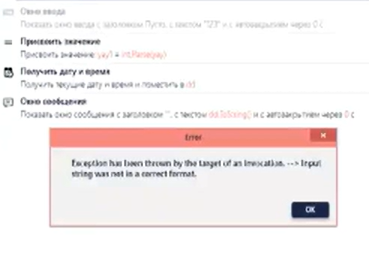 Окно ввода
Показать окно ввода с заголовком Пусто, с текстом "123" и с автозакрытием через 0 с
Присвоить значение
Присвоить значение: yay1 = int.Parse(yay)
Получить дату и время
Получить текущие дату и время и поместить в dd
Окно сообщения
Показать окно сообщения с заголовком "", с текстом dd.ToString() и с автозакрытием через 0 с
Error
Exception has been thrown by the target of an invocation. --> Input
string was not in a correct format.
OK